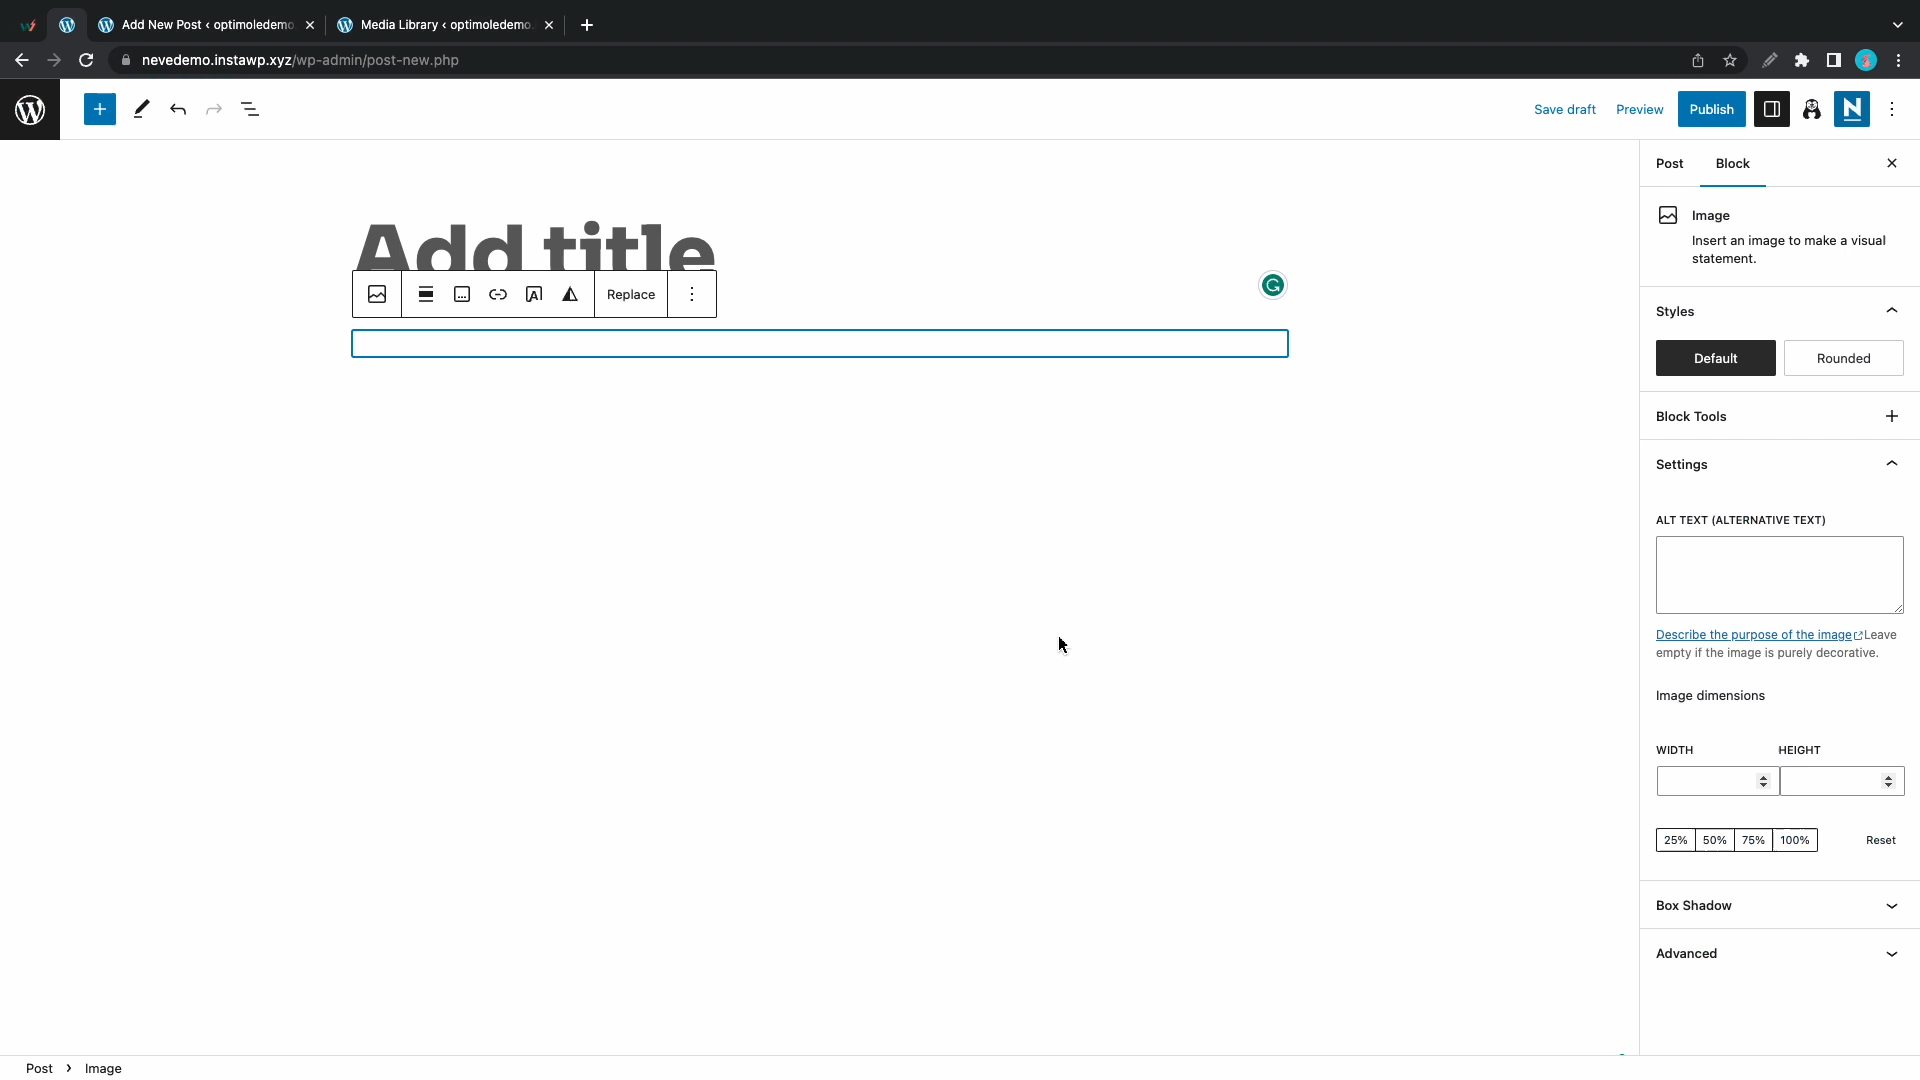 Add New Post ‹ optimoledemo
Media Library ‹ optimoledemo
nevedemo.instawp.xyz/wp-admin/post-new.php
Save draft
Preview
Publish
N
Post
Block
Add title
Replace
Image
Insert an image to make a visual
statement.
Styles
Default
Rounded
Block Tools
Settings
ALT TEXT (ALTERNATIVE TEXT)
Describe the purpose of the image Leave
empty if the image is purely decorative.
Image dimensions
WIDTH
HEIGHT
25%
50%
75%
100%
Reset
Box Shadow
Advanced
Post › Image